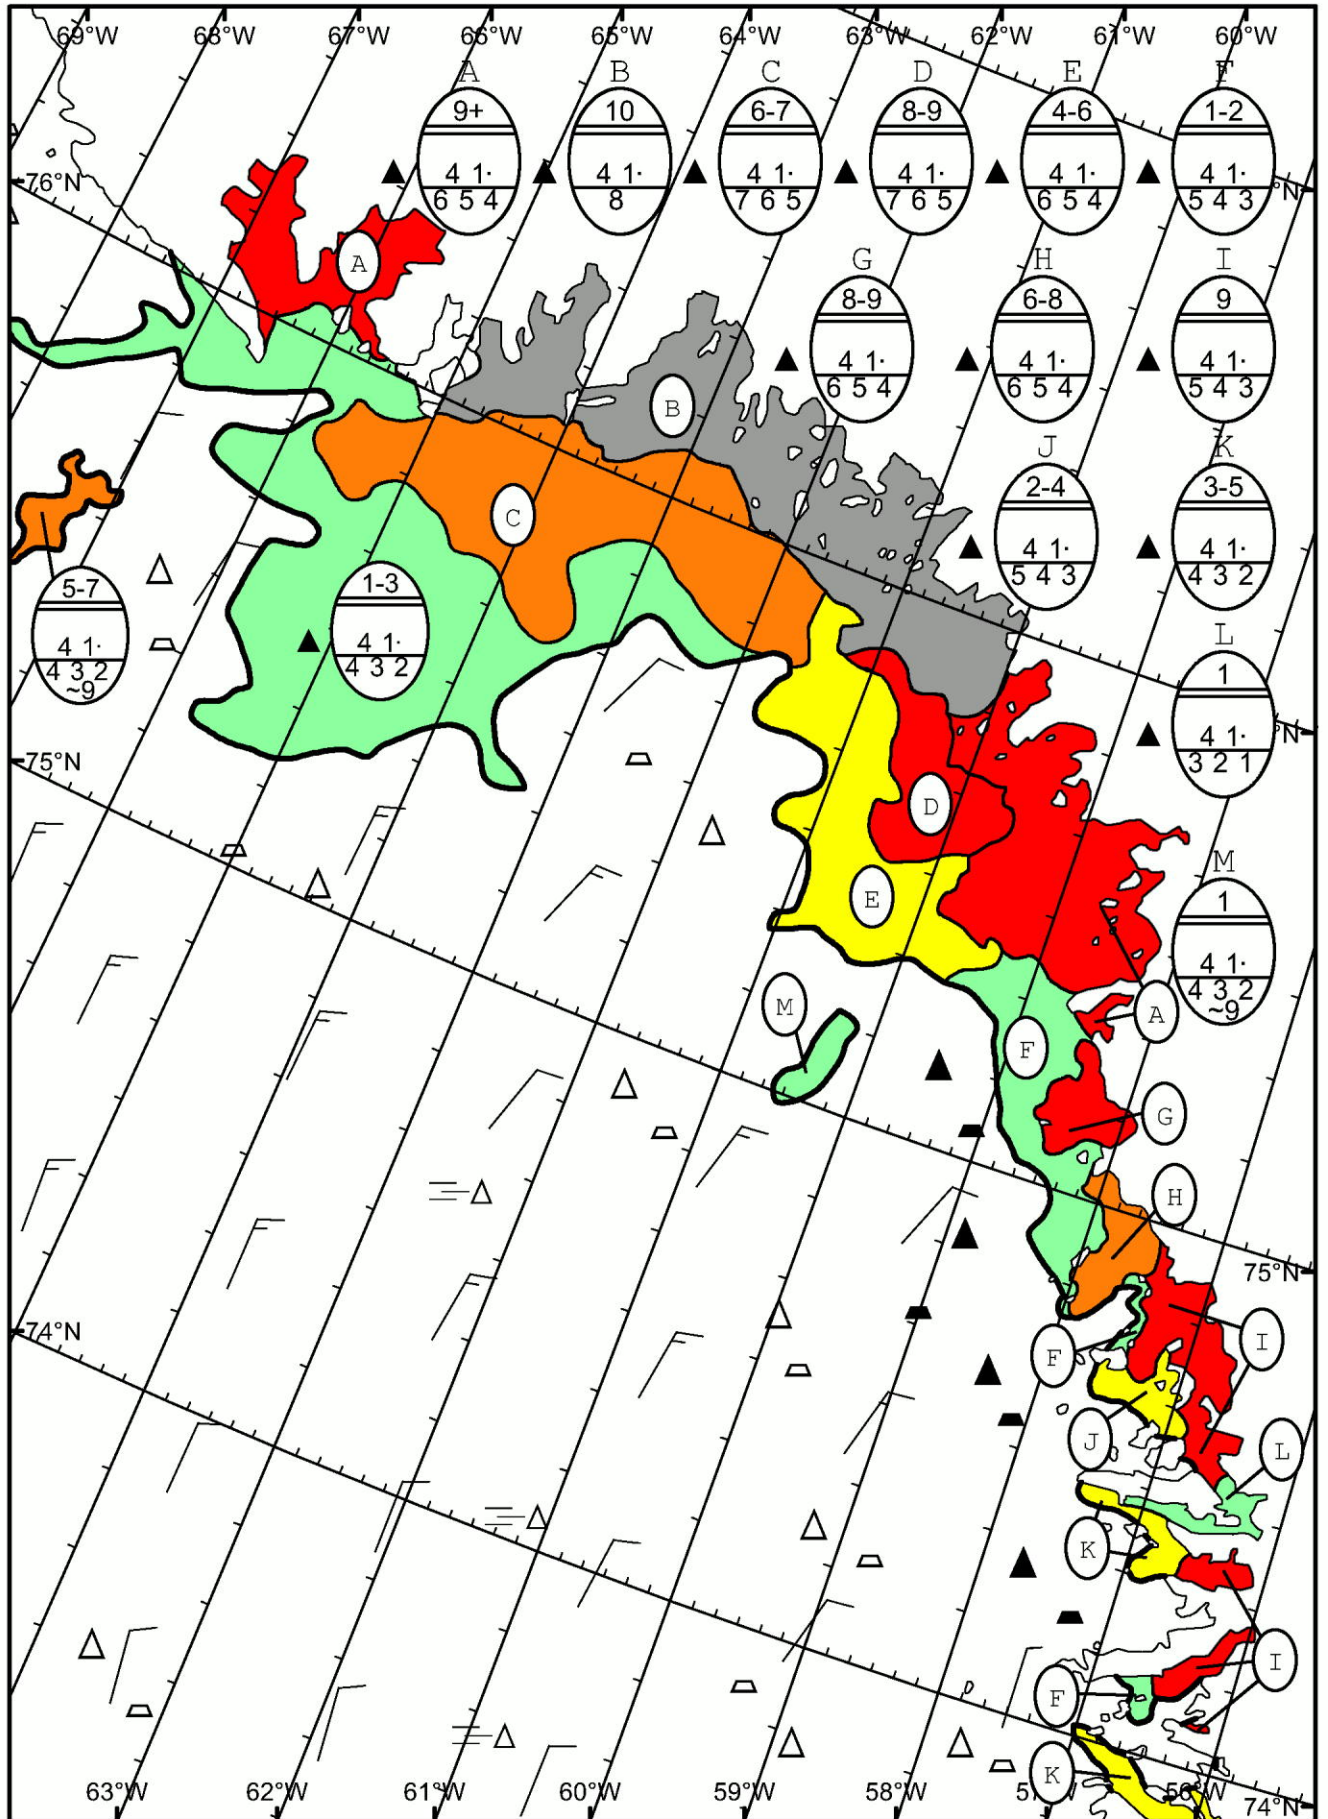 69°W 68°W 67°W 66°W 65°W 64°W 63°W 62°W 61°W 60°W
A B C D E F
9+ 10 6-7 8-9 4-6 1-2
4 1· 4 1· 4 1· 4 1· 4 1· 4 1·
6 5 4 8 7 6 5 7 6 5 6 5 4 5 4 3
76°N °N
A
G H I
8-9 6-8 9
4 1· 4 1· 4 1·
6 5 4 6 5 4 5 4 3
B
J K
2-4 3-5
4 1· 4 1·
5 4 3 4 3 2
C
5-7 1-3
4 1· 4 1·
4 3 2 4 3 2
~9
L
1
4 1·
3 2 1
°N
75°N
D
E
M
1
4 1·
4 3 2
~9
M
A
F
G
H
75°N
74°N
F
I
J
L
K
I
F
K
63°W 62°W 61°W 60°W 59°W 58°W 57°W 56°W 74°N